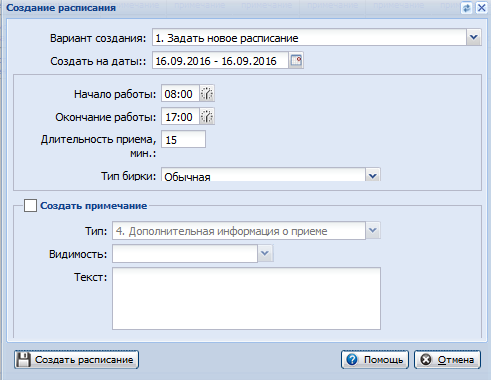 Создание расписания
Вариант создания: 1. Задать новое расписание
Создать на даты:: 16.09.2016 - 16.09.2016
Начало работы: 08:00
Окончание работы: 17:00
Длительность приема, мин.: 15
Тип бирки: Обычная
Создать примечание
Тип: 4. Дополнительная информация о приеме
Видимость:
Текст:
Создать расписание Помощь Отмена